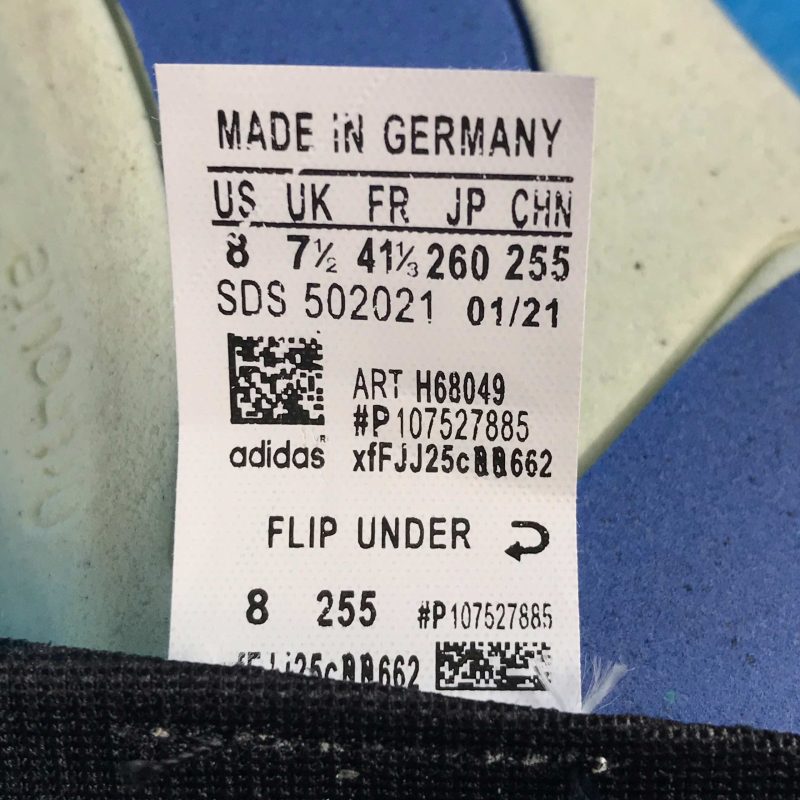 MADE IN GERMANY
US UK FR JP CHN
8 7½ 41⅓ 260 255
SDS 502021 01/21
ART H68049
#P107527885
adidas®
FLIP UNDER
8 255 #P107527885